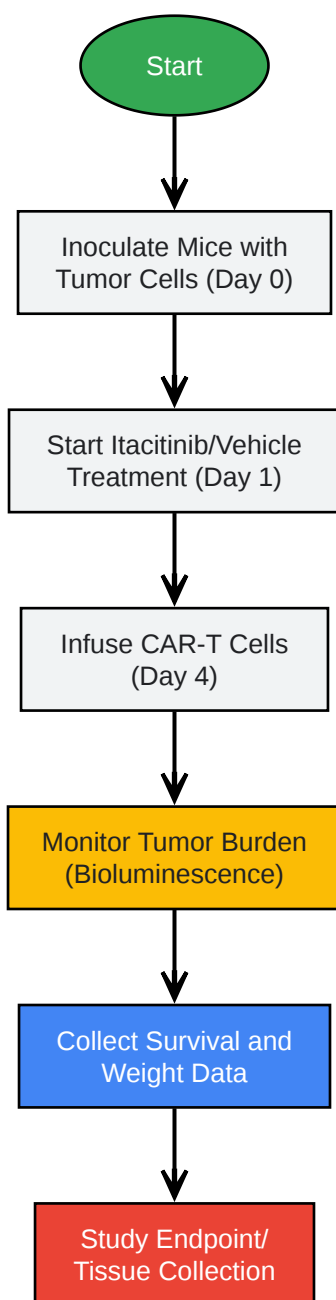 Start
Inoculate Mice with
Tumor Cells (Day 0)
Start Itacitinib/Vehicle
Treatment (Day 1)
Infuse CAR-T Cells
(Day 4)
Monitor Tumor Burden
(Bioluminescence)
Collect Survival and
Weight Data
Study Endpoint/
Tissue Collection